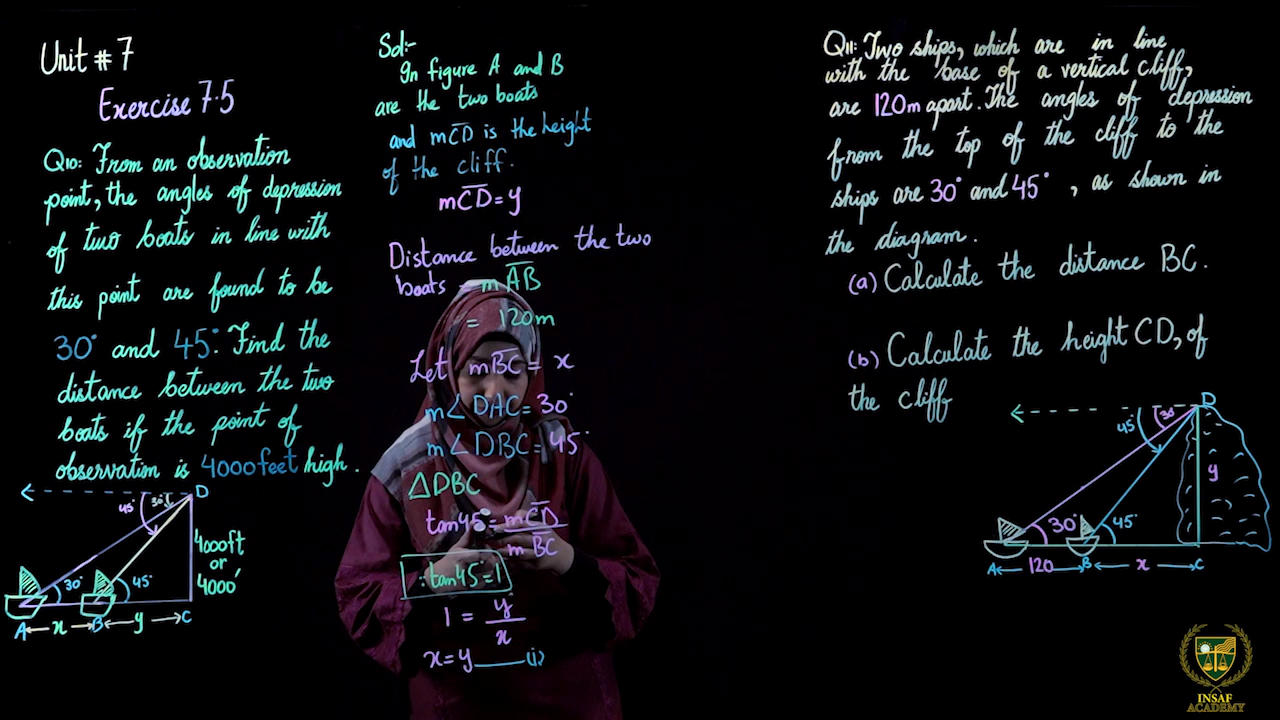 Unit # 7
Exercise 7.5
Q10: From an observation
point, the angles of depression
of two boats in line with
this point are found to be
30° and 45°. Find the
distance between the two
boats if the point of
observation is 4000 feet high.
D
45° 30°
4000ft
or
4000'
30° 45°
A x B y C
Sol:-
In figure A and B
are the two boats
and mCD is the height
of the cliff.
mCD = y
Distance between the two
boats = mAB
= 120m
Let mBC = x
m∠DAC = 30°
m∠DBC = 45°
△DBC
tan45° = mCD / mBC
∵ tan45° = 1
1 = y / x
x = y (i)
Q11: Two ships, which are in line
with the base of a vertical cliff,
are 120m apart. The angles of depression
from the top of the cliff to the
ships are 30° and 45°, as shown in
the diagram.
(a) Calculate the distance BC.
(b) Calculate the height CD, of
the cliff
D
45° 30°
y
30° 45°
A 120 B x C
INSAF
ACADEMY